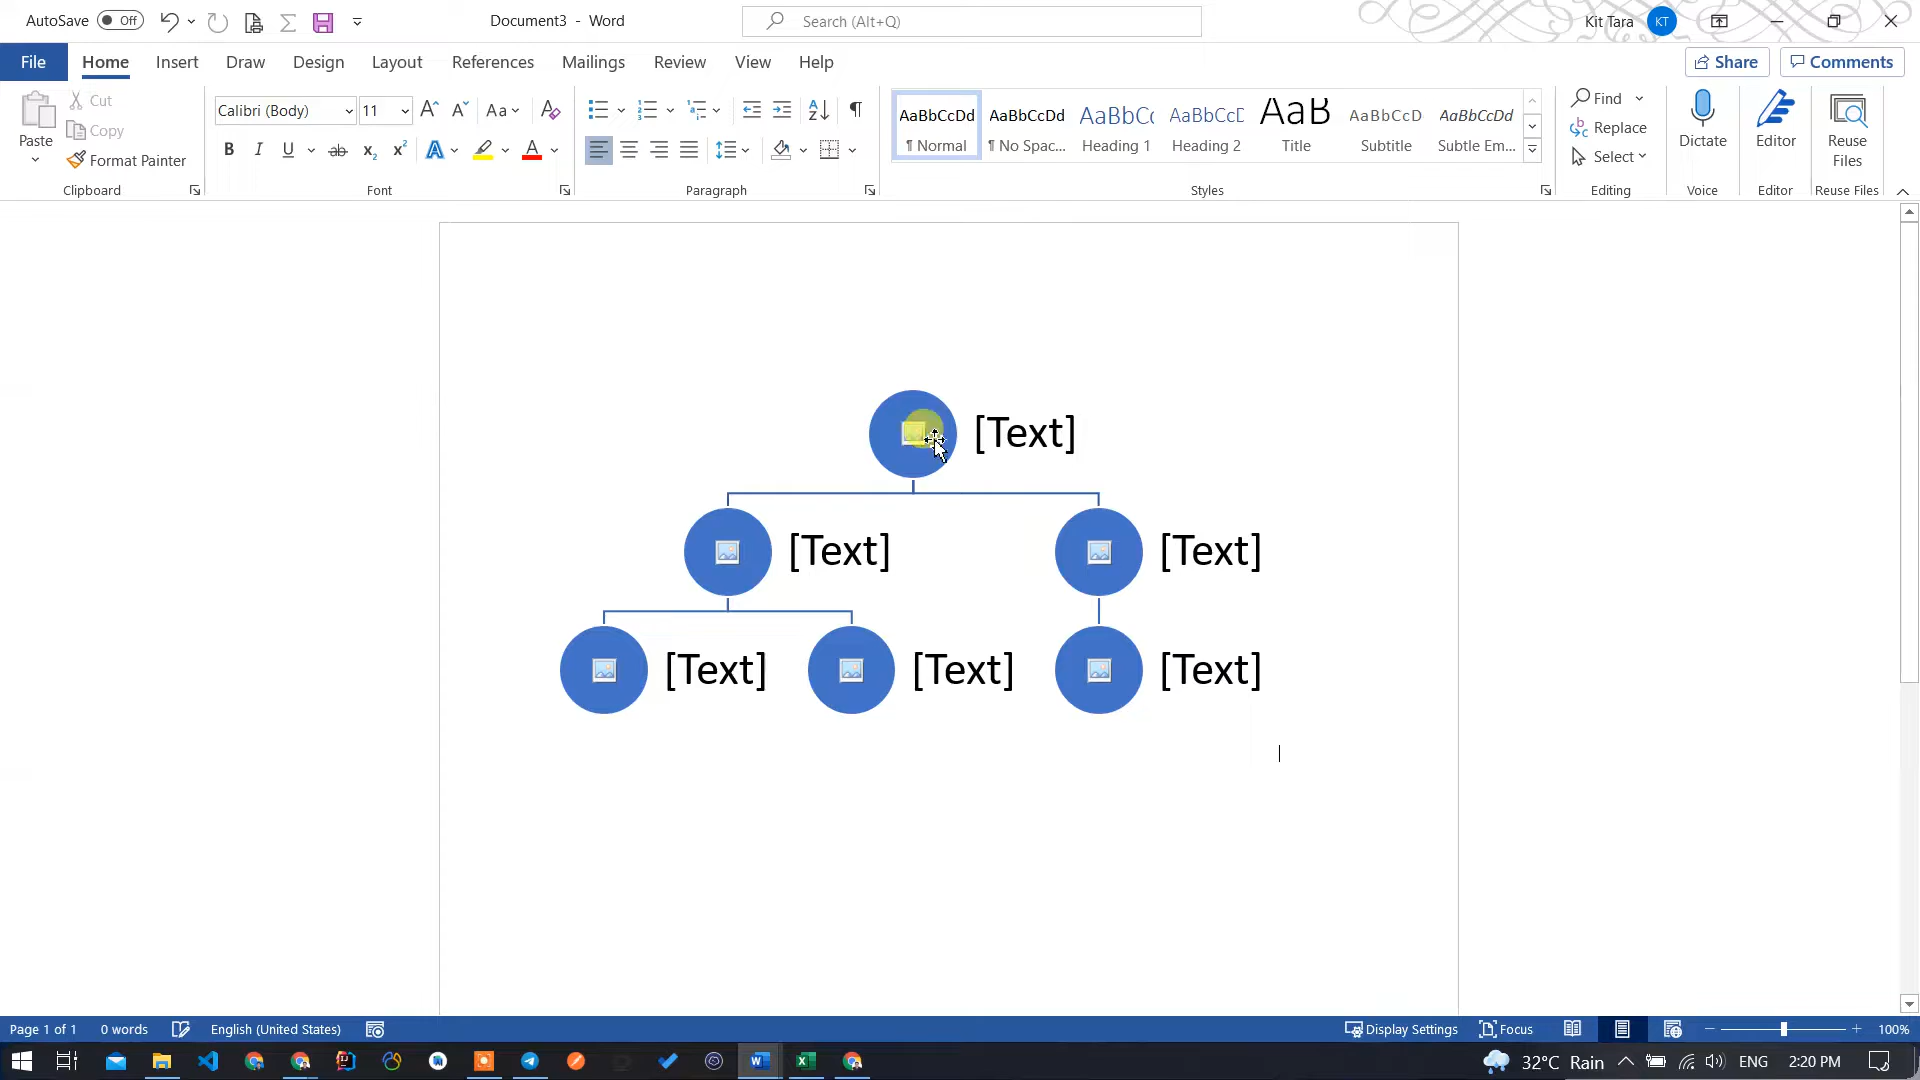 AutoSave Off Document3 - Word Search (Alt+Q) Kit Tara KT
File Home Insert Draw Design Layout References Mailings Review View Help Share Comments
Paste Cut Copy Format Painter
Clipboard
Calibri (Body) 11 A A Aa A
B I U ab x₂ x² A A
Font
Paragraph
AaBbCcDd ¶ Normal
AaBbCcDd ¶ No Spac...
AaBbCc Heading 1
AaBbCcD Heading 2
AaB Title
AaBbCcD Subtitle
AaBbCcDd Subtle Em...
Styles
Find
Replace
Select
Editing
Dictate
Voice
Editor
Editor
Reuse Files
Reuse Files
[Text]
[Text] [Text]
[Text] [Text] [Text]
Page 1 of 1 0 words English (United States) Display Settings Focus 100%
32°C Rain ENG 2:20 PM